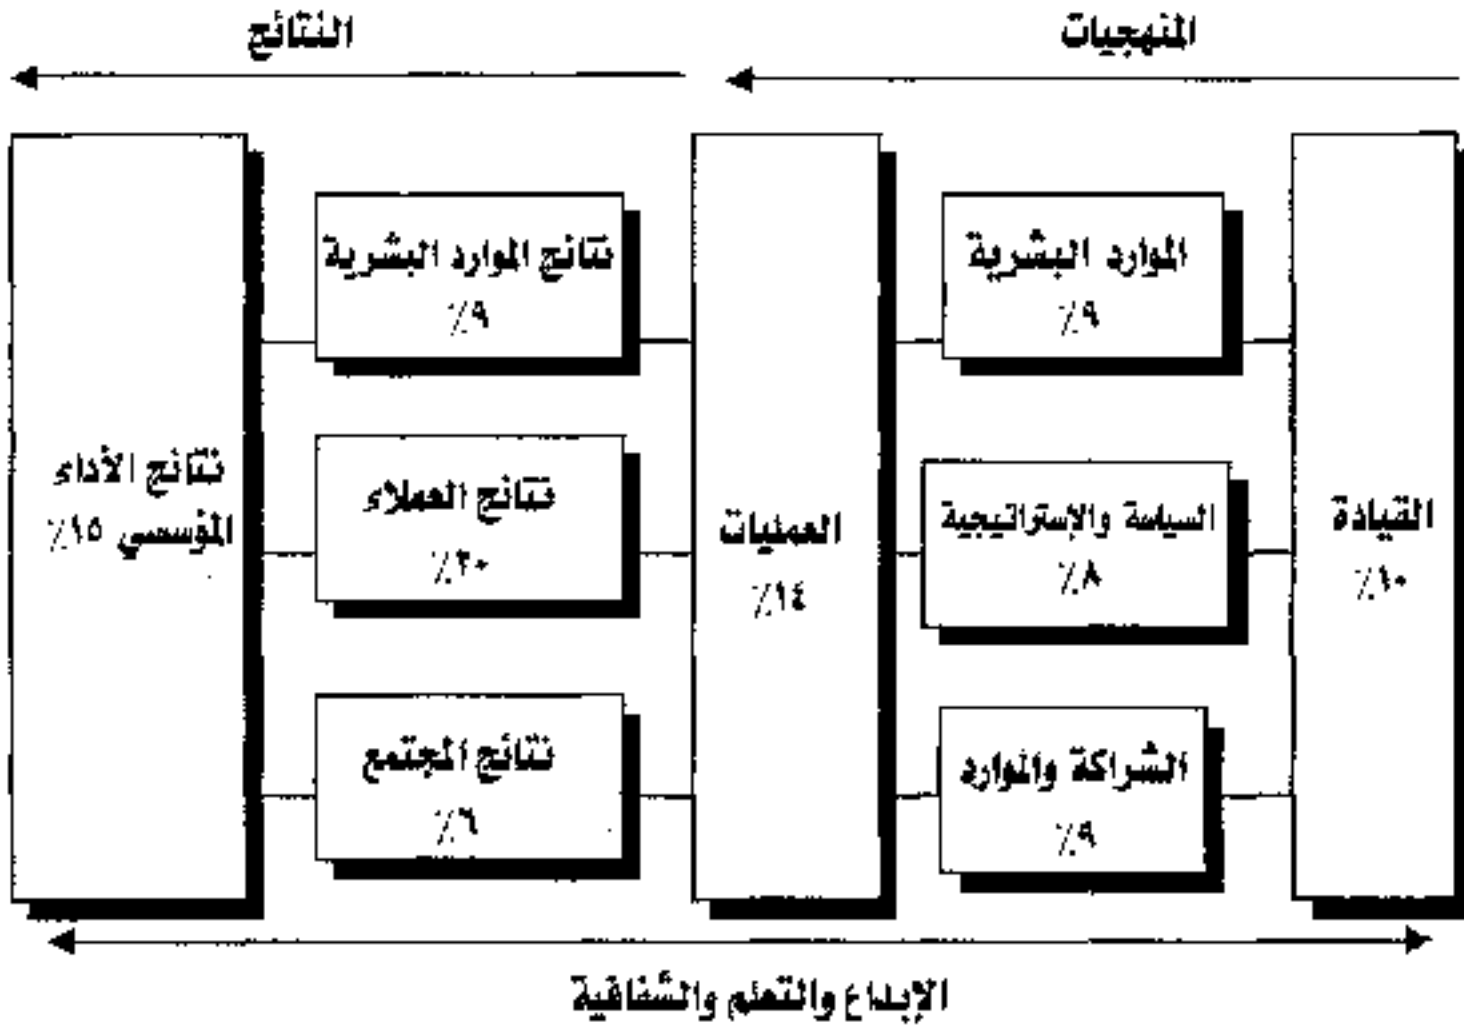 المنهجيات
النتائج
القيادة
٪١٠
الموارد البشرية
٪٩
السياسة والإستراتيجية
٪٨
الشراكة والموارد
٪٩
العمليات
٪١٤
نتائج الموارد البشرية
٪٩
نتائج العملاء
٪٢٠
نتائج المجتمع
٪٦
نتائج الأداء
المؤسسي ١٥٪
الإبداع والتعلم والشفافية